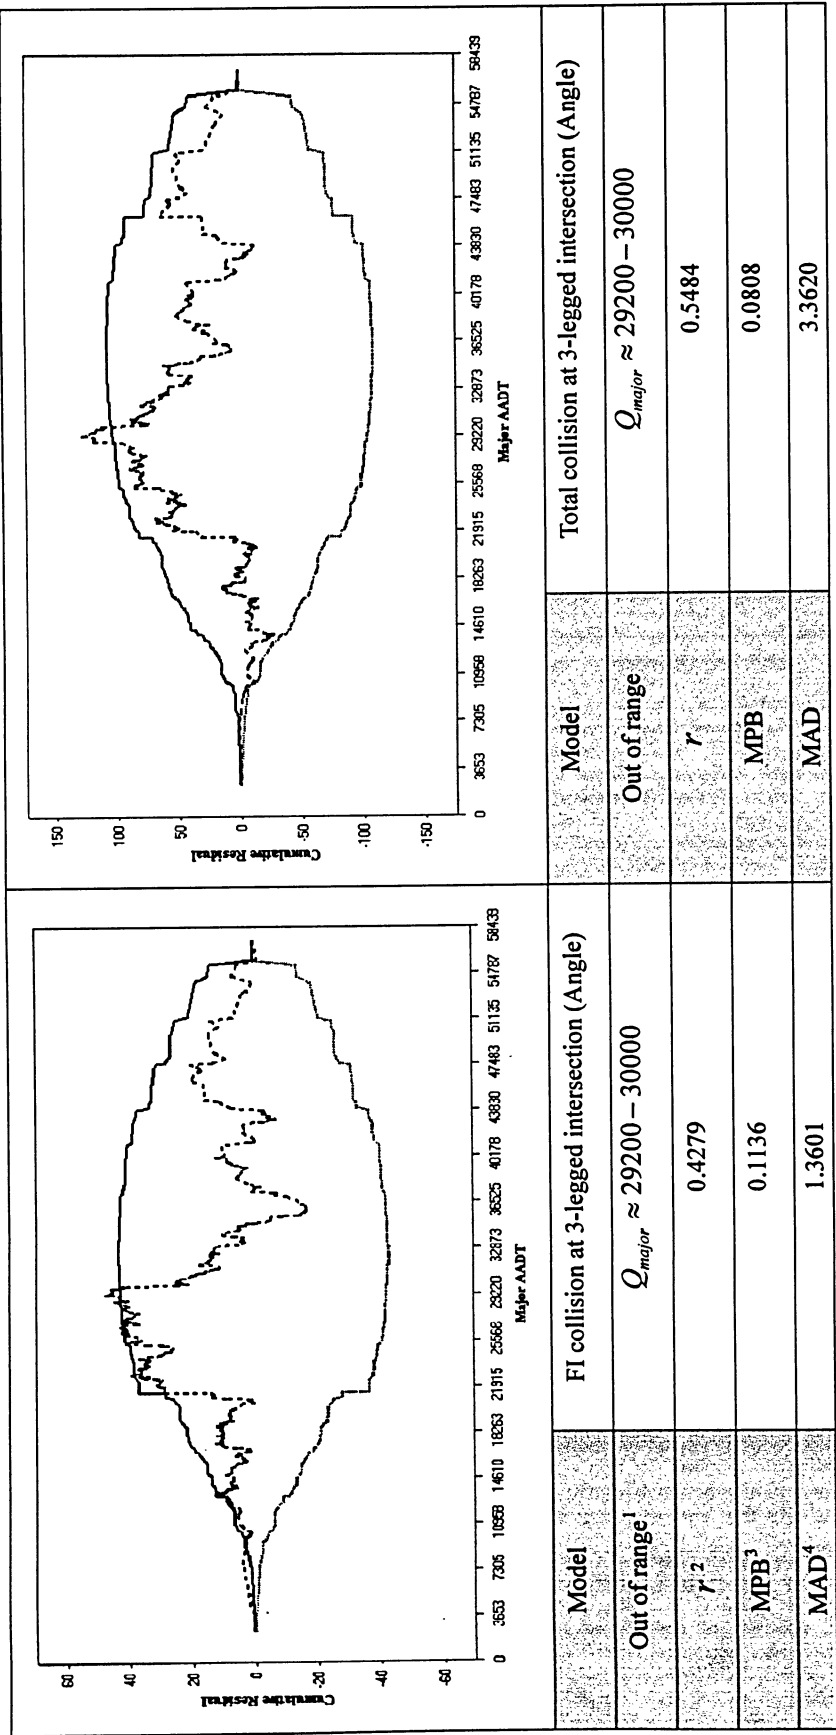 60
40
20
0
-20
-40
-60
Cumulative Residual
0 3653 7305 10958 14610 18263 21915 25568 29220 32873 36525 40178 43830 47483 51135 54787 58439
Major AADT
Model FI collision at 3-legged intersection (Angle)
Out of range¹ Q_major ≈ 29200 – 30000
r² 0.4279
MPB³ 0.1136
MAD⁴ 1.3601
150
100
50
0
-50
-100
-150
Cumulative Residual
0 3653 7305 10958 14610 18263 21915 25568 29220 32873 36525 40178 43830 47483 51135 54787 58439
Major AADT
Model Total collision at 3-legged intersection (Angle)
Out of range Q_major ≈ 29200 – 30000
r 0.5484
MPB 0.0808
MAD 3.3620